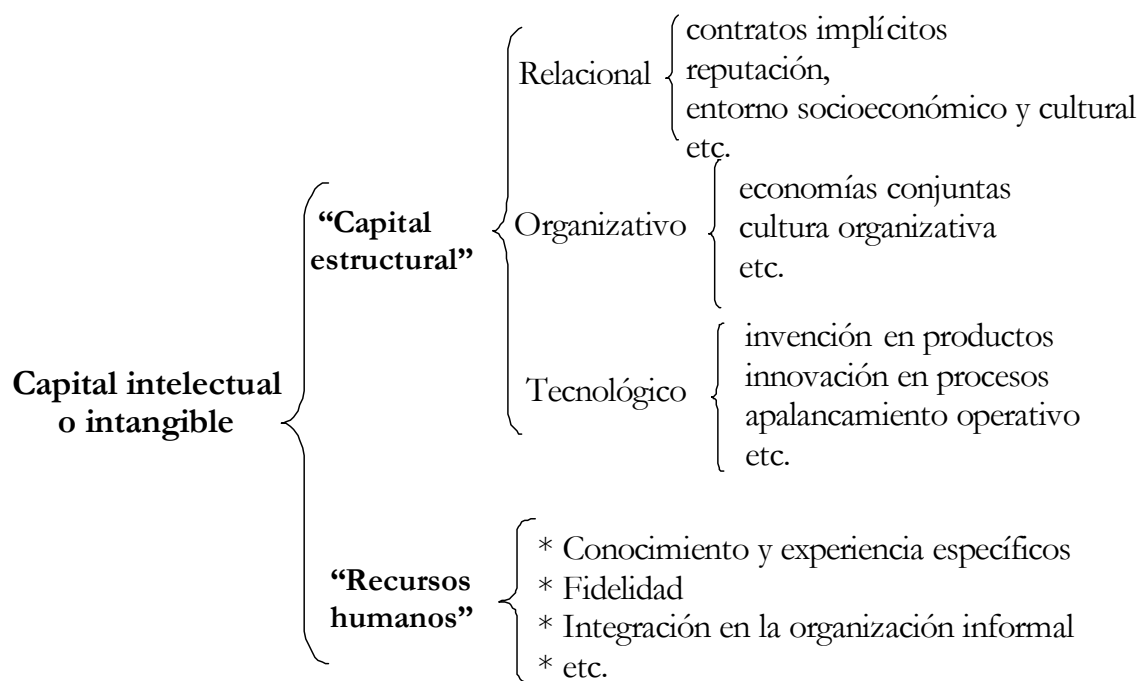 Capital intelectual
o intangible
“Capital
estructural”
Relacional
contratos implícitos
reputación,
entorno socioeconómico y cultural
etc.
Organizativo
economías conjuntas
cultura organizativa
etc.
Tecnológico
invención en productos
innovación en procesos
apalancamiento operativo
etc.
“Recursos
humanos”
* Conocimiento y experiencia específicos
* Fidelidad
* Integración en la organización informal
* etc.